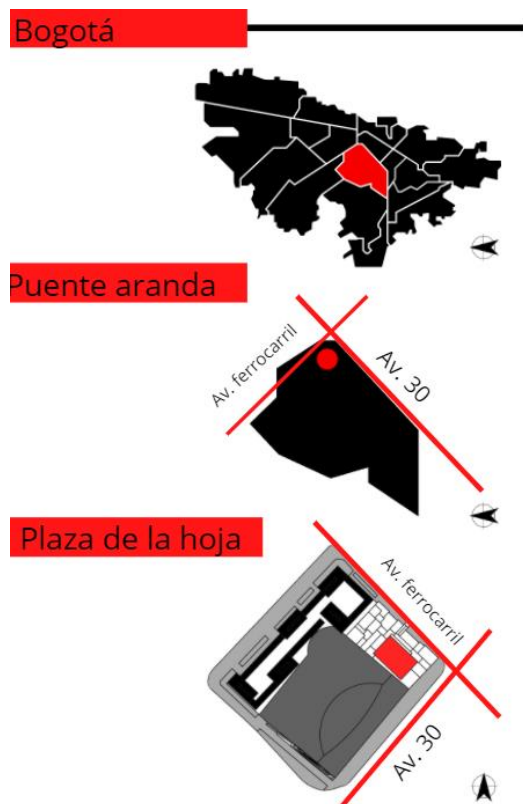 Bogotá
Puente aranda
Av. ferrocarril
Av. 30
Plaza de la hoja
Av. ferrocarril
Av. 30